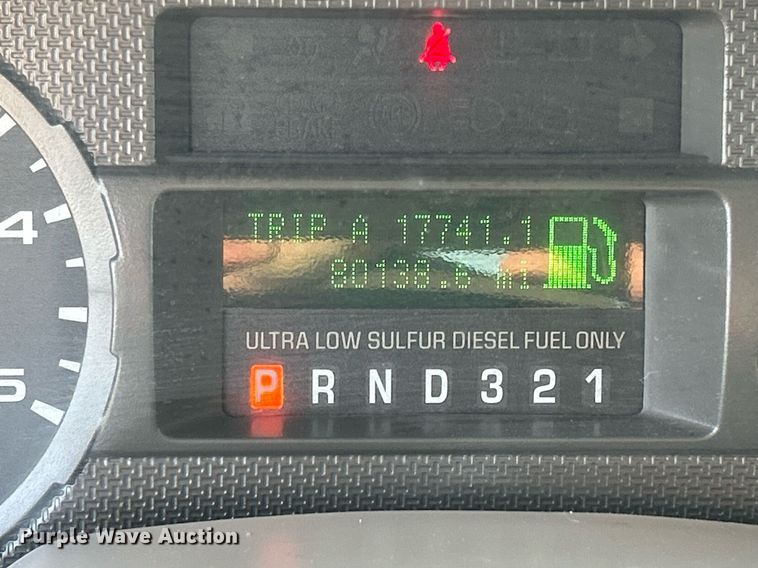 4
TRIP A 17741.1
80138.6 mi
ULTRA LOW SULFUR DIESEL FUEL ONLY
P R N D 3 2 1
5
Purple Wave Auction